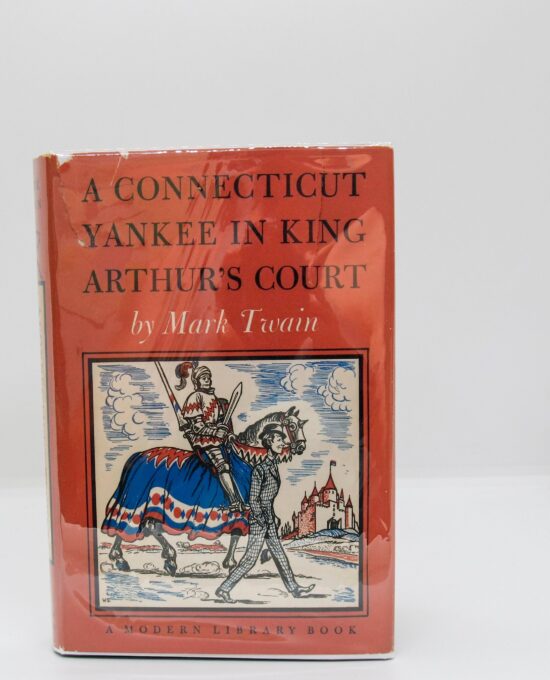 A CONNECTICUT
YANKEE IN KING
ARTHUR'S COURT
by Mark Twain
A MODERN LIBRARY BOOK